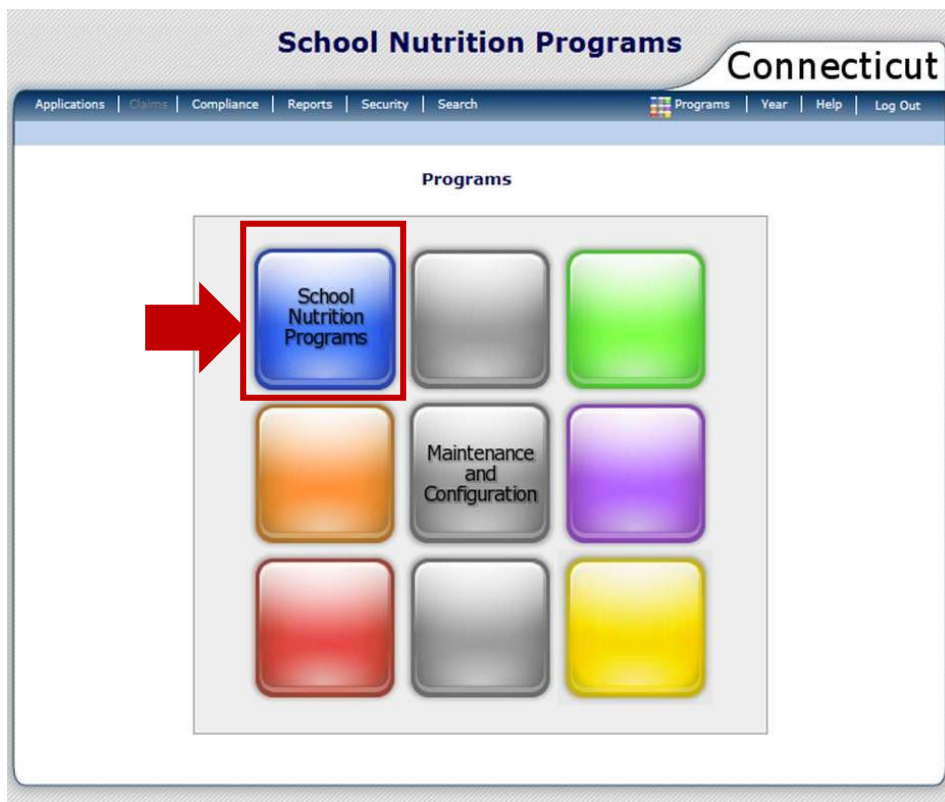 School Nutrition Programs
Connecticut
Applications | Claims | Compliance | Reports | Security | Search Programs | Year | Help | Log Out
Programs
School
Nutrition
Programs
Maintenance
and
Configuration